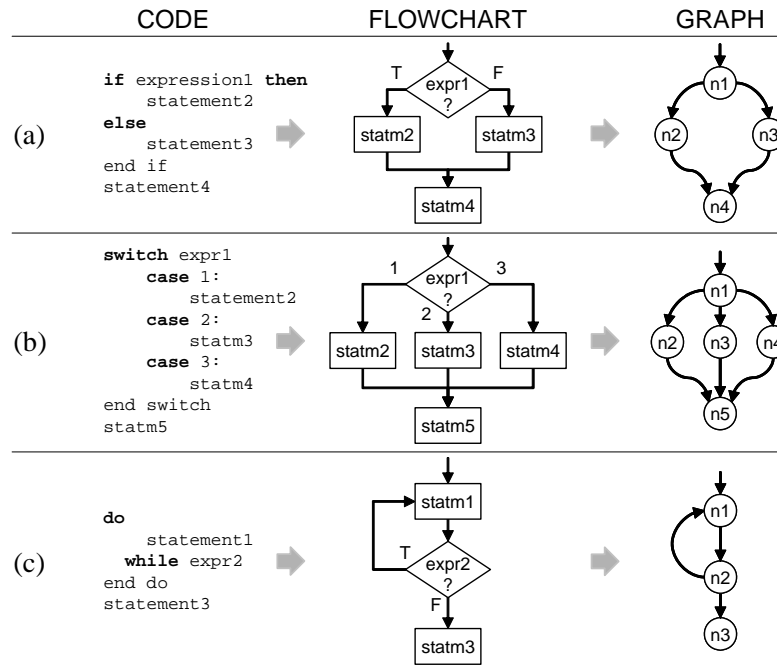 CODE
FLOWCHART
GRAPH
(a)
if expression1 then
statement2
else
statement3
end if
statement4
T
F
expr1
?
statm2
statm3
statm4
n1
n2
n3
n4
(b)
switch expr1
case 1:
statement2
case 2:
statm3
case 3:
statm4
end switch
statm5
1
3
expr1
?
2
statm2
statm3
statm4
statm5
n1
n2
n3
n4
n5
(c)
do
statement1
while expr2
end do
statement3
statm1
T
expr2
?
F
statm3
n1
n2
n3